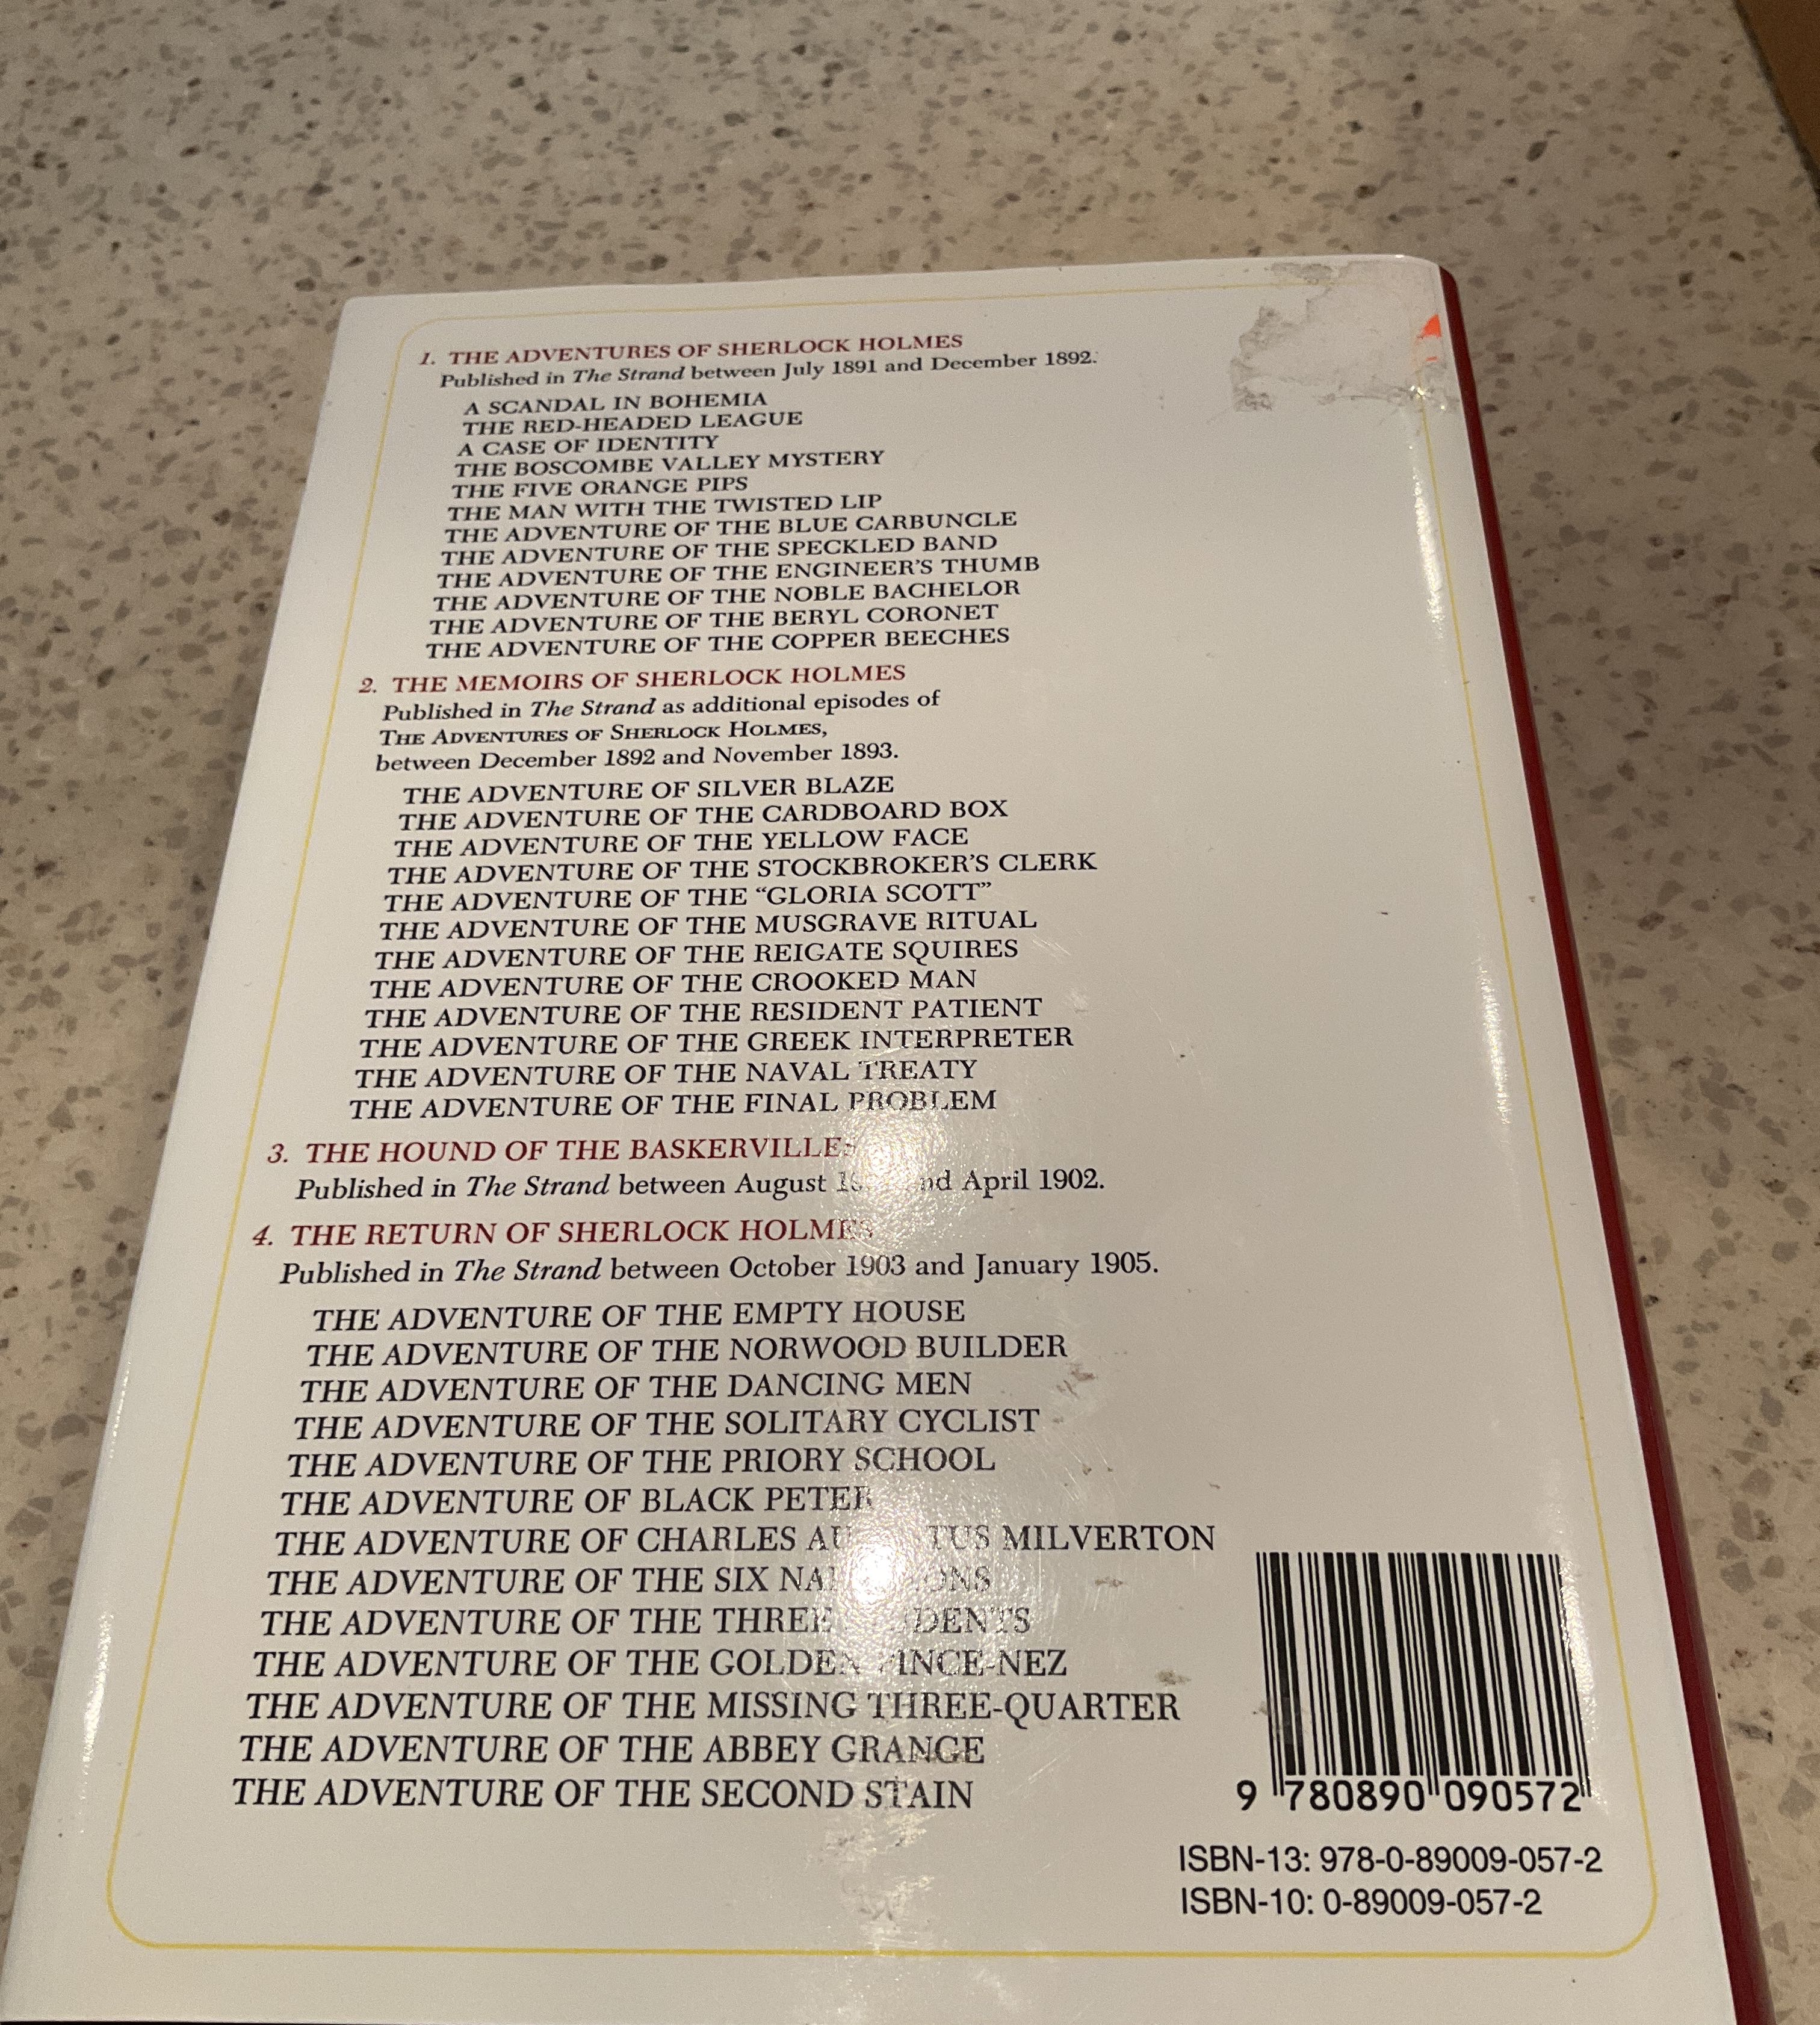 1. THE ADVENTURES OF SHERLOCK HOLMES
Published in The Strand between July 1891 and December 1892.
A SCANDAL IN BOHEMIA
THE RED-HEADED LEAGUE
A CASE OF IDENTITY
THE BOSCOMBE VALLEY MYSTERY
THE FIVE ORANGE PIPS
THE MAN WITH THE TWISTED LIP
THE ADVENTURE OF THE BLUE CARBUNCLE
THE ADVENTURE OF THE SPECKLED BAND
THE ADVENTURE OF THE ENGINEER'S THUMB
THE ADVENTURE OF THE NOBLE BACHELOR
THE ADVENTURE OF THE BERYL CORONET
THE ADVENTURE OF THE COPPER BEECHES
2. THE MEMOIRS OF SHERLOCK HOLMES
Published in The Strand as additional episodes of
THE ADVENTURES OF SHERLOCK HOLMES,
between December 1892 and November 1893.
THE ADVENTURE OF SILVER BLAZE
THE ADVENTURE OF THE CARDBOARD BOX
THE ADVENTURE OF THE YELLOW FACE
THE ADVENTURE OF THE STOCKBROKER'S CLERK
THE ADVENTURE OF THE “GLORIA SCOTT”
THE ADVENTURE OF THE MUSGRAVE RITUAL
THE ADVENTURE OF THE REIGATE SQUIRES
THE ADVENTURE OF THE CROOKED MAN
THE ADVENTURE OF THE RESIDENT PATIENT
THE ADVENTURE OF THE GREEK INTERPRETER
THE ADVENTURE OF THE NAVAL TREATY
THE ADVENTURE OF THE FINAL PROBLEM
3. THE HOUND OF THE BASKERVILLES
Published in The Strand between August and April 1902.
4. THE RETURN OF SHERLOCK HOLMES
Published in The Strand between October 1903 and January 1905.
THE ADVENTURE OF THE EMPTY HOUSE
THE ADVENTURE OF THE NORWOOD BUILDER
THE ADVENTURE OF THE DANCING MEN
THE ADVENTURE OF THE SOLITARY CYCLIST
THE ADVENTURE OF THE PRIORY SCHOOL
THE ADVENTURE OF BLACK PETER
THE ADVENTURE OF CHARLES MILVERTON
THE ADVENTURE OF THE SIX
THE ADVENTURE OF THE THREE
THE ADVENTURE OF THE GOLDEN PINCE-NEZ
THE ADVENTURE OF THE MISSING THREE-QUARTER
THE ADVENTURE OF THE ABBEY GRANGE
THE ADVENTURE OF THE SECOND STAIN
9 780890 090572
ISBN-13: 978-0-89009-057-2
ISBN-10: 0-89009-057-2